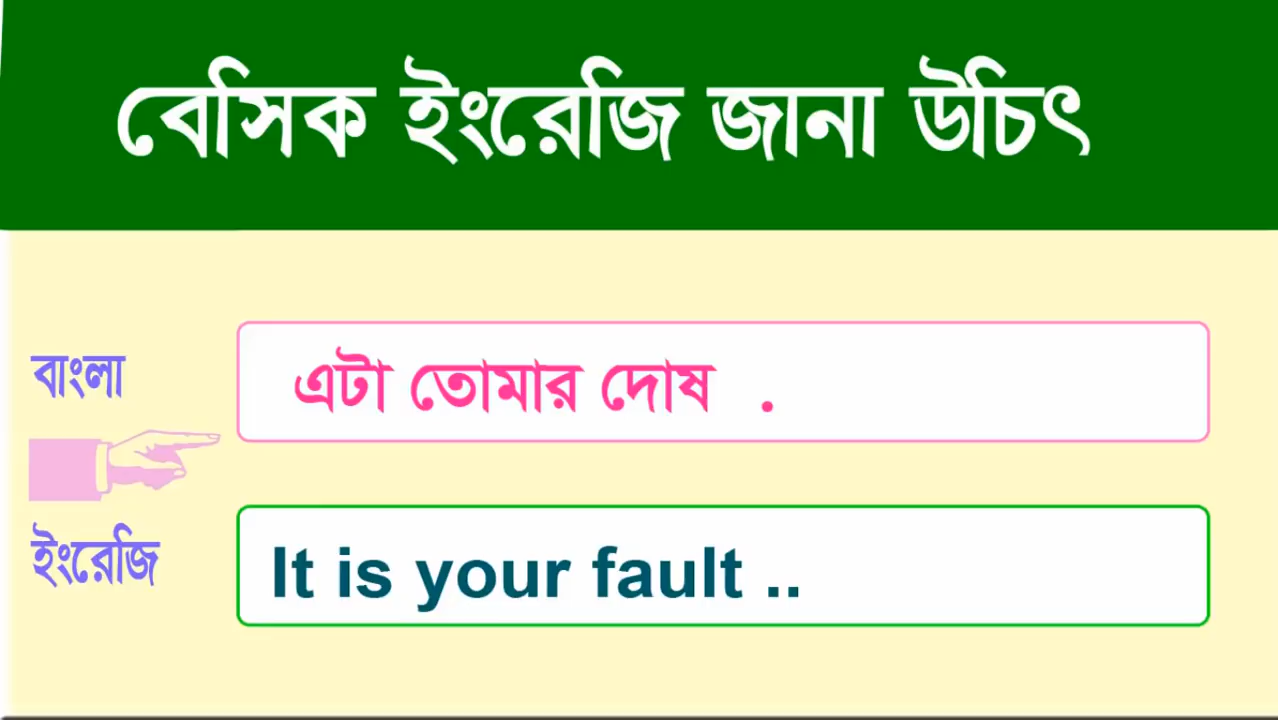 বেসিক ইংরেজি জানা উচিৎ
বাংলা
এটা তোমার দোষ .
ইংরেজি
It is your fault ..